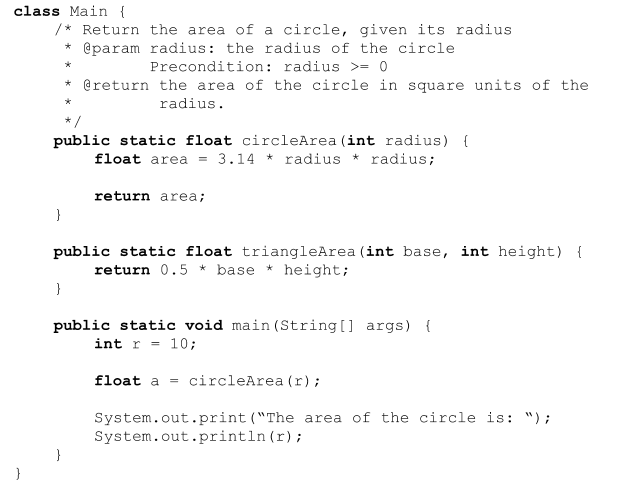 class Main {
    /* Return the area of a circle, given its radius
     * @param radius: the radius of the circle
     *        Precondition: radius >= 0
     * @return the area of the circle in square units of the
     *         radius.
     */
    public static float circleArea(int radius) {
        float area = 3.14 * radius * radius;

        return area;
    }

    public static float triangleArea(int base, int height) {
        return 0.5 * base * height;
    }

    public static void main(String[] args) {
        int r = 10;

        float a = circleArea(r);

        System.out.print(“The area of the circle is: “);
        System.out.println(r);
    }
}